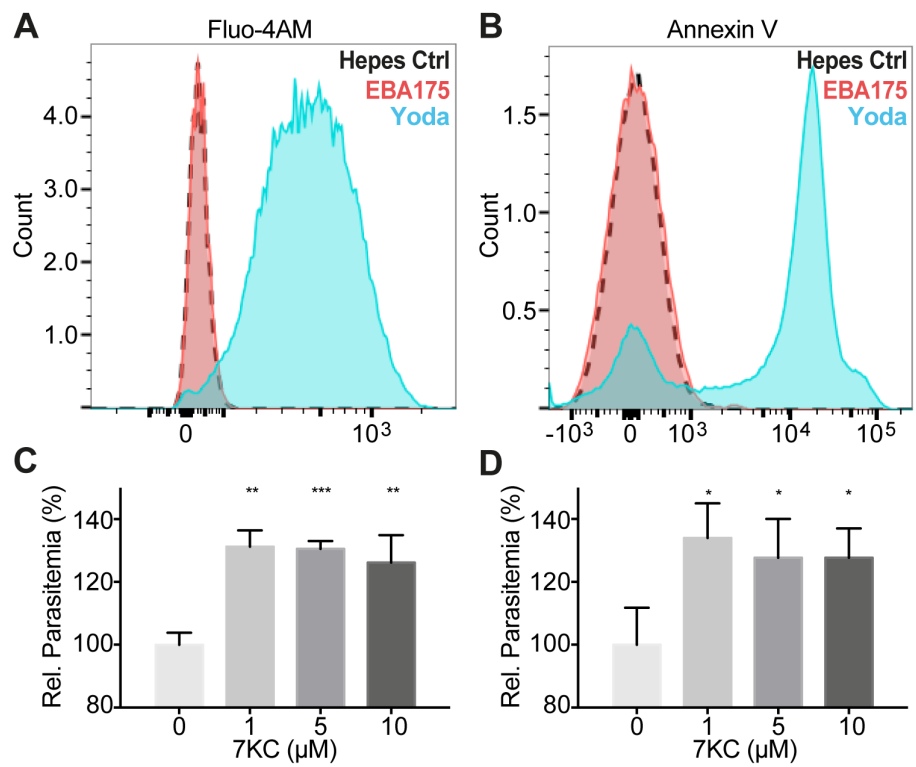 A
Fluo-4AM
Hepes Ctrl
EBA175
Yoda
Count
4.0
3.0
2.0
1.0
0
10³
B
Annexin V
Hepes Ctrl
EBA175
Yoda
Count
1.5
1.0
0.5
0
-10³
0
10³
10⁴
10⁵
C
Rel. Parasitemia (%)
140
120
100
80
**
***
**
0
1
5
10
7KC (µM)
D
Rel. Parasitemia (%)
140
120
100
80
*
*
*
0
1
5
10
7KC (µM)